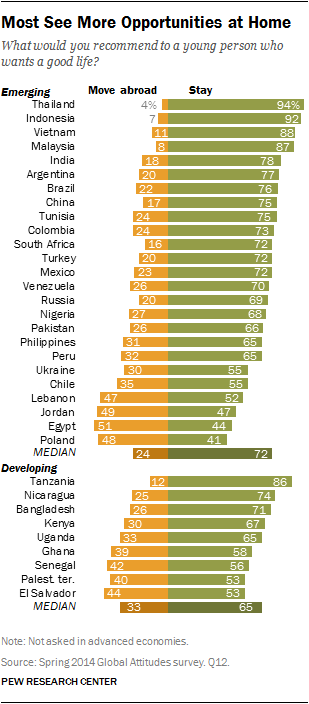 Most See More Opportunities at Home
What would you recommend to a young person who
wants a good life?
Emerging Move abroad Stay
Thailand 4% 94%
Indonesia 7 92
Vietnam 11 88
Malaysia 8 87
India 18 78
Argentina 20 77
Brazil 22 76
China 17 75
Tunisia 24 75
Colombia 24 73
South Africa 16 72
Turkey 20 72
Mexico 23 72
Venezuela 26 70
Russia 20 69
Nigeria 27 68
Pakistan 26 66
Philippines 31 65
Peru 32 65
Ukraine 30 55
Chile 35 55
Lebanon 47 52
Jordan 49 47
Egypt 51 44
Poland 48 41
MEDIAN 24 72
Developing
Tanzania 12 86
Nicaragua 25 74
Bangladesh 26 71
Kenya 30 67
Uganda 33 65
Ghana 39 58
Senegal 42 56
Palest. ter. 40 53
El Salvador 44 53
MEDIAN 33 65
Note: Not asked in advanced economies.
Source: Spring 2014 Global Attitudes survey. Q12.
PEW RESEARCH CENTER